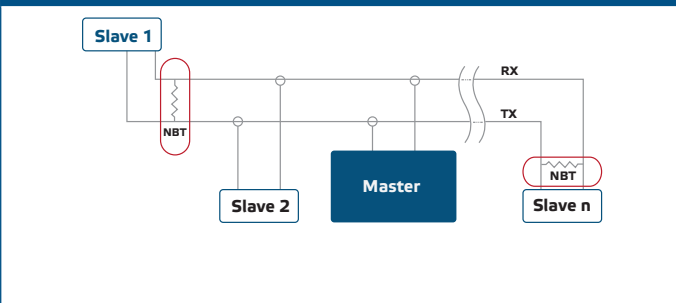 Slave 1
RX
TX
NBT
NBT
Master
Slave 2
Slave n